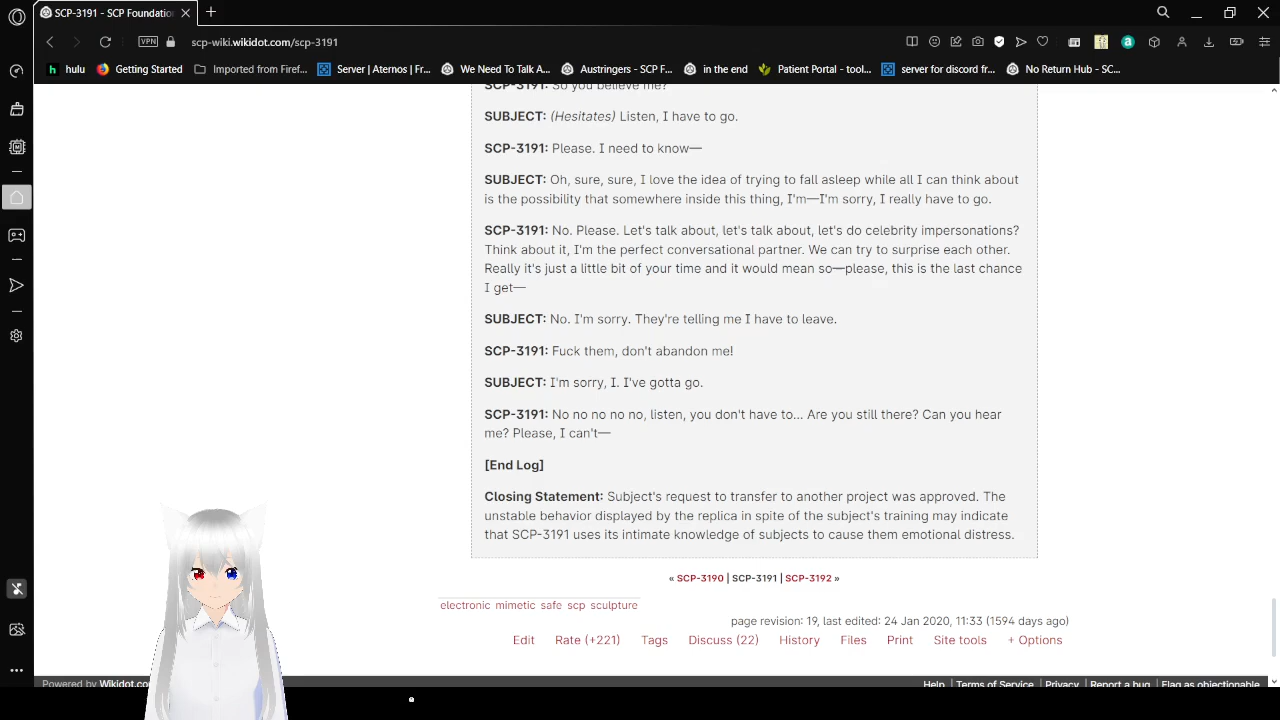 SCP-3191 - SCP Foundatio
scp-wiki.wikidot.com/scp-3191
VPN
hulu
Getting Started
Imported from Firef...
Server | Aternos | Fr...
We Need To Talk A...
Austringers - SCP F...
in the end
Patient Portal - tool...
server for discord fr...
No Return Hub - SC...
SCP-3191: So you believe me?
SUBJECT: (Hesitates) Listen, I have to go.
SCP-3191: Please. I need to know—
SUBJECT: Oh, sure, sure, I love the idea of trying to fall asleep while all I can think about
is the possibility that somewhere inside this thing, I'm—I'm sorry, I really have to go.
SCP-3191: No. Please. Let's talk about, let's talk about, let's do celebrity impersonations?
Think about it, I'm the perfect conversational partner. We can try to surprise each other.
Really it's just a little bit of your time and it would mean so—please, this is the last chance
I get—
SUBJECT: No. I'm sorry. They're telling me I have to leave.
SCP-3191: Fuck them, don't abandon me!
SUBJECT: I'm sorry, I. I've gotta go.
SCP-3191: No no no no no, listen, you don't have to... Are you still there? Can you hear
me? Please, I can't—
[End Log]
Closing Statement: Subject's request to transfer to another project was approved. The
unstable behavior displayed by the replica in spite of the subject's training may indicate
that SCP-3191 uses its intimate knowledge of subjects to cause them emotional distress.
« SCP-3190 | SCP-3191 | SCP-3192 »
electronic mimetic safe scp sculpture
page revision: 19, last edited: 24 Jan 2020, 11:33 (1594 days ago)
Edit Rate (+221) Tags Discuss (22) History Files Print Site tools + Options
Powered by Wikidot.co
Help | Terms of Service | Privacy | Report a bug | Flag as objectionable